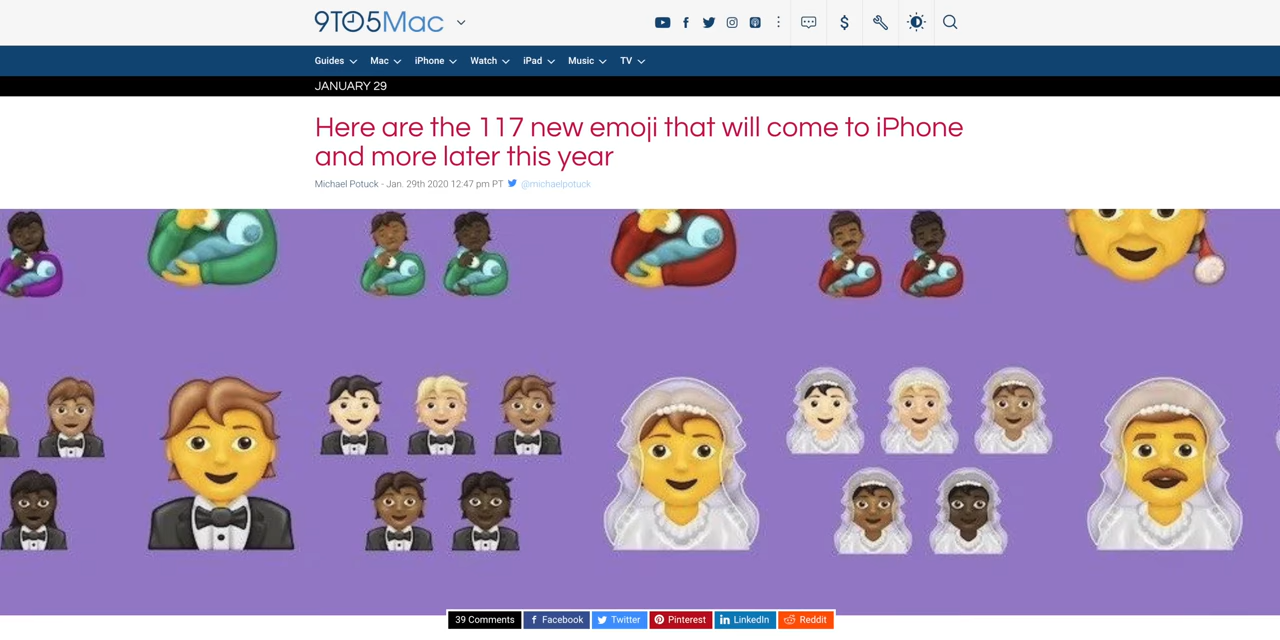 9TO5Mac
Guides Mac iPhone Watch iPad Music TV
JANUARY 29
Here are the 117 new emoji that will come to iPhone
and more later this year
Michael Potuck - Jan. 29th 2020 12:47 pm PT @michaelpotuck
39 Comments Facebook Twitter Pinterest LinkedIn Reddit